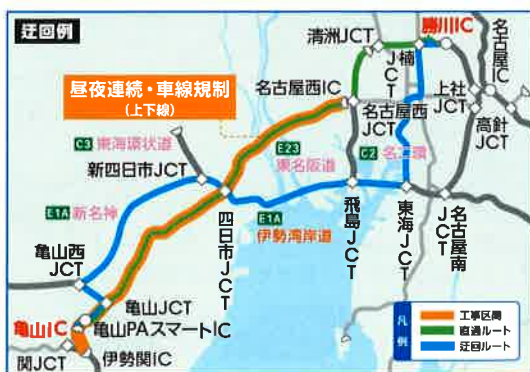 迂回例
勝川IC
清洲JCT
楠JCT
名古屋IC
昼夜連続・車線規制
(上下線)
名古屋西IC
上社JCT
名古屋西JCT
高針JCT
C3 東海環状道
E23 東名阪道
C2 名二環
新四日市JCT
E1A 新名神
E1A 伊勢湾岸道
四日市JCT
飛島JCT
東海JCT
名古屋南JCT
亀山西JCT
亀山JCT
亀山IC
亀山PAスマートIC
関JCT
伊勢関IC
凡例
工事区間
直通ルート
迂回ルート